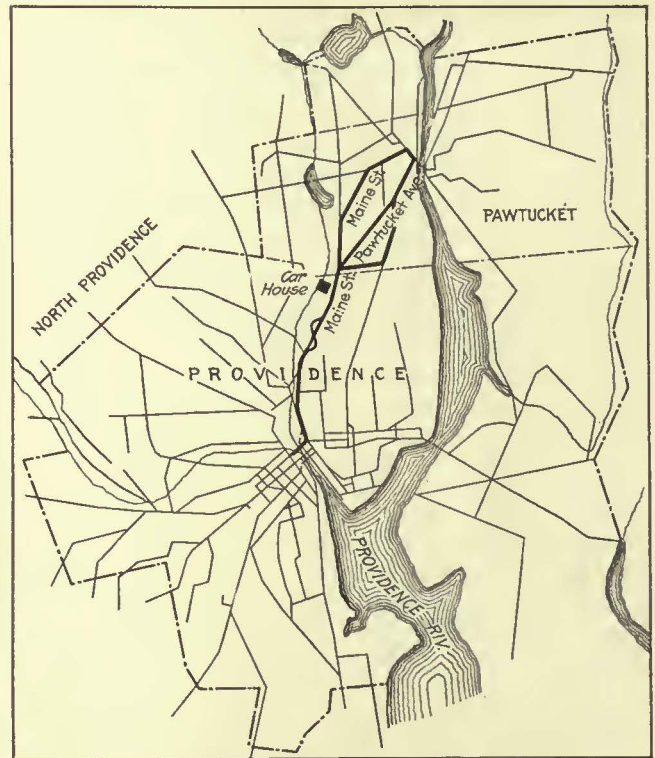 Maine St.
Pawtucket Ave.
PAWTUCKET
NORTH PROVIDENCE
Car
House
Maine St.
PROVIDENCE
PROVIDENCE RIV.